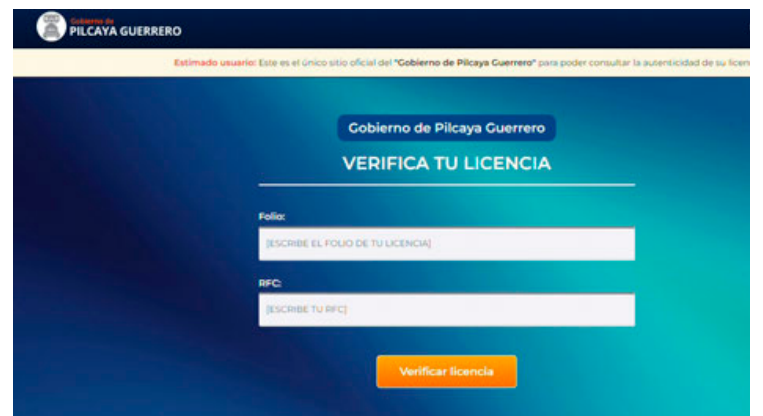 Gobierno de
PILCAYA GUERRERO
Estimado usuario: Este es el único sitio oficial del "Gobierno de Pilcaya Guerrero" para poder consultar la autenticidad de su licen
Gobierno de Pilcaya Guerrero
VERIFICA TU LICENCIA
Folio:
[ESCRIBE EL FOLIO DE TU LICENCIA]
RFC:
[ESCRIBE TU RFC]
Verificar licencia